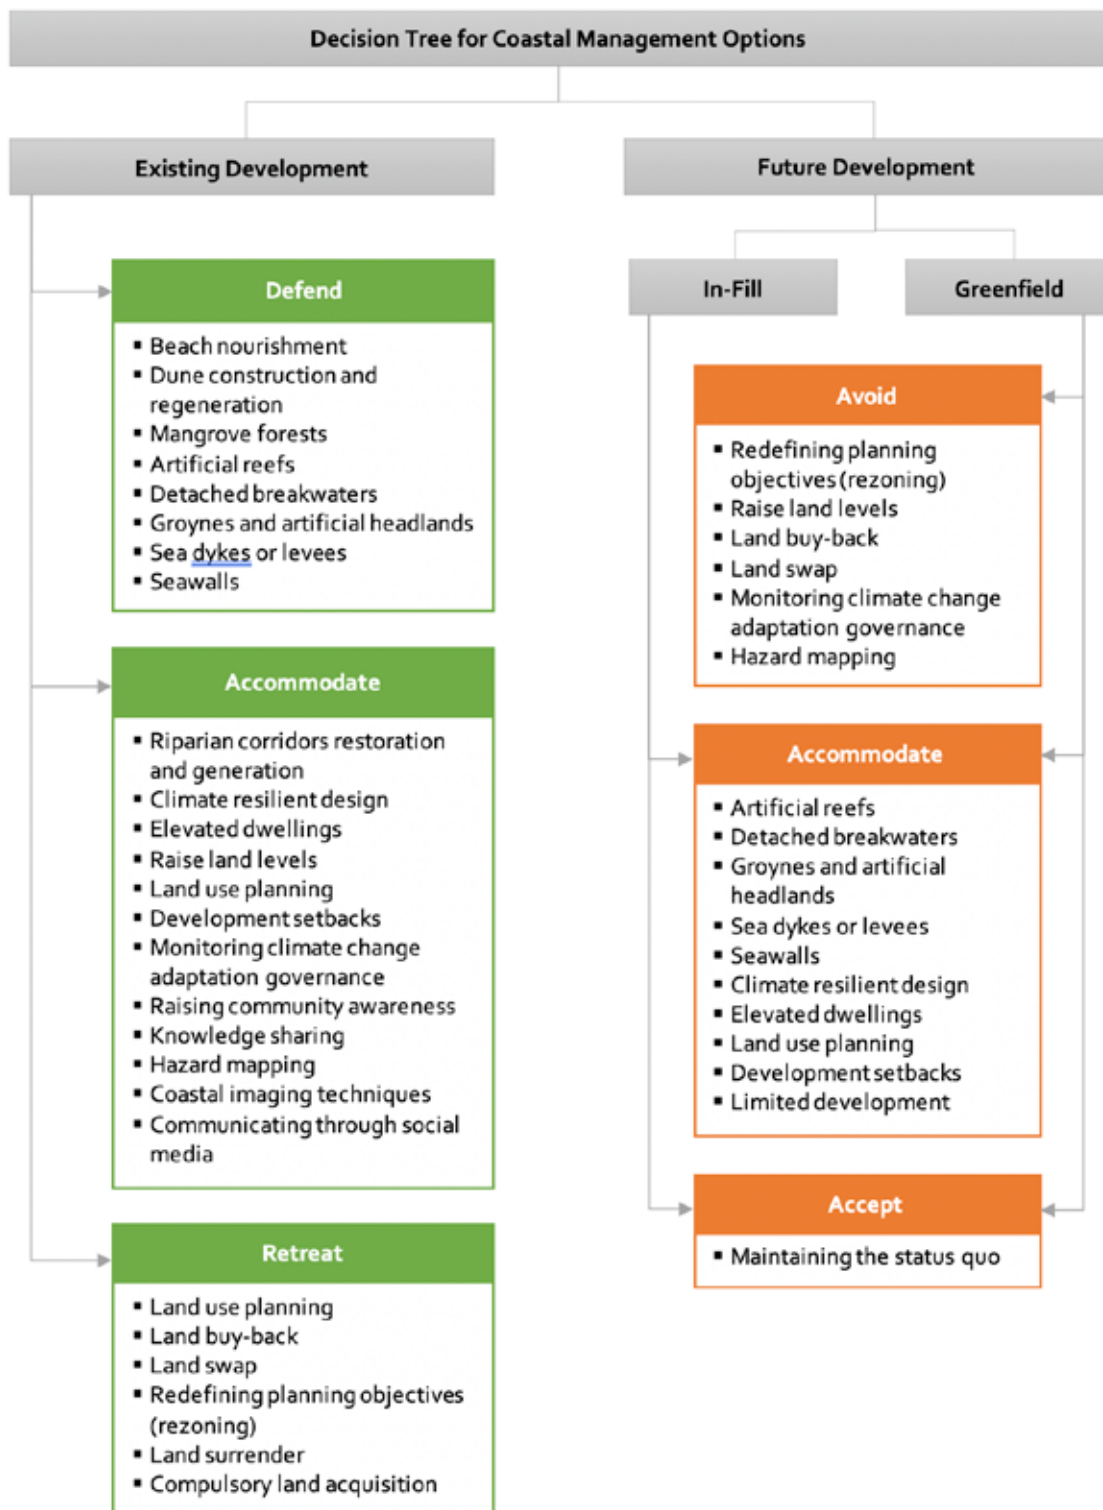 Decision Tree for Coastal Management Options
Existing Development
Defend
▪ Beach nourishment
▪ Dune construction and
regeneration
▪ Mangrove forests
▪ Artificial reefs
▪ Detached breakwaters
▪ Groynes and artificial headlands
▪ Sea dykes or levees
▪ Seawalls
Accommodate
▪ Riparian corridors restoration
and generation
▪ Climate resilient design
▪ Elevated dwellings
▪ Raise land levels
▪ Land use planning
▪ Development setbacks
▪ Monitoring climate change
adaptation governance
▪ Raising community awareness
▪ Knowledge sharing
▪ Hazard mapping
▪ Coastal imaging techniques
▪ Communicating through social
media
Retreat
▪ Land use planning
▪ Land buy-back
▪ Land swap
▪ Redefining planning objectives
(rezoning)
▪ Land surrender
▪ Compulsory land acquisition
Future Development
In-Fill
Greenfield
Avoid
▪ Redefining planning
objectives (rezoning)
▪ Raise land levels
▪ Land buy-back
▪ Land swap
▪ Monitoring climate change
adaptation governance
▪ Hazard mapping
Accommodate
▪ Artificial reefs
▪ Detached breakwaters
▪ Groynes and artificial
headlands
▪ Sea dykes or levees
▪ Seawalls
▪ Climate resilient design
▪ Elevated dwellings
▪ Land use planning
▪ Development setbacks
▪ Limited development
Accept
▪ Maintaining the status quo